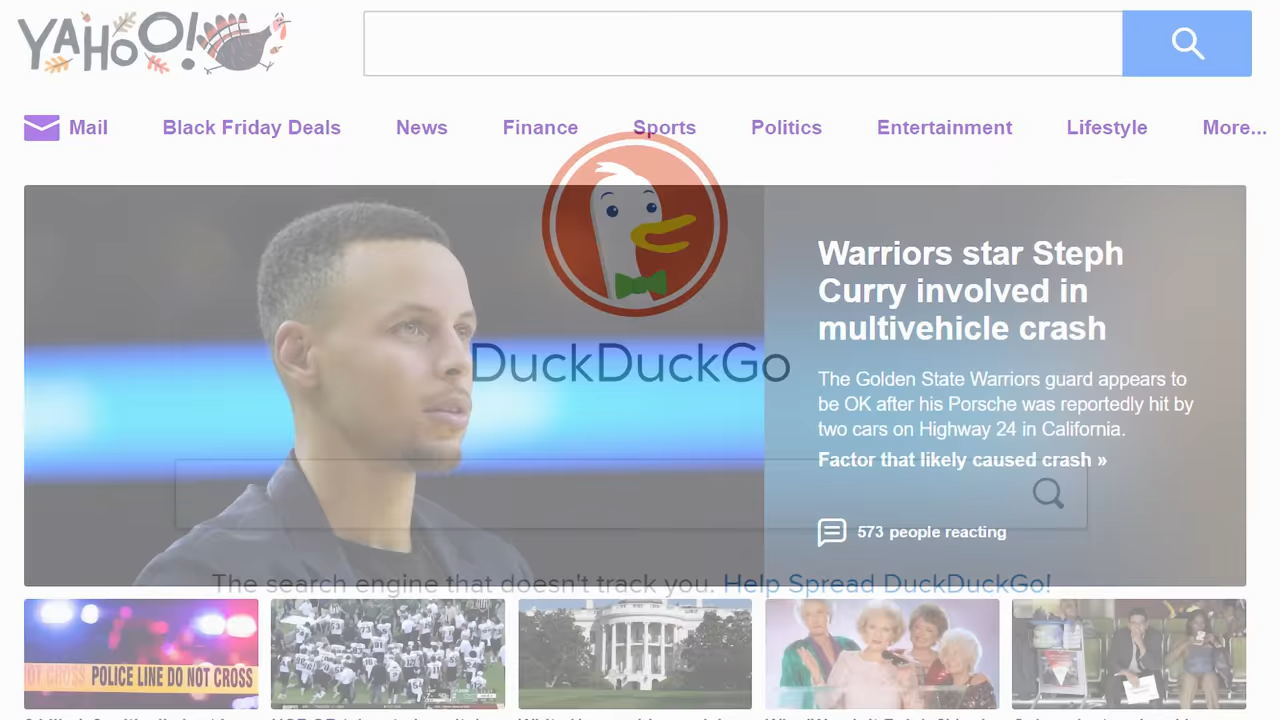 YAHOO!
Mail Black Friday Deals News Finance Sports Politics Entertainment Lifestyle More...
Warriors star Steph
Curry involved in
multivehicle crash
DuckDuckGo
The Golden State Warriors guard appears to
be OK after his Porsche was reportedly hit by
two cars on Highway 24 in California.
Factor that likely caused crash »
573 people reacting
The search engine that doesn't track you. Help Spread DuckDuckGo!
OT CROSS POLICE LINE DO NOT CROSS